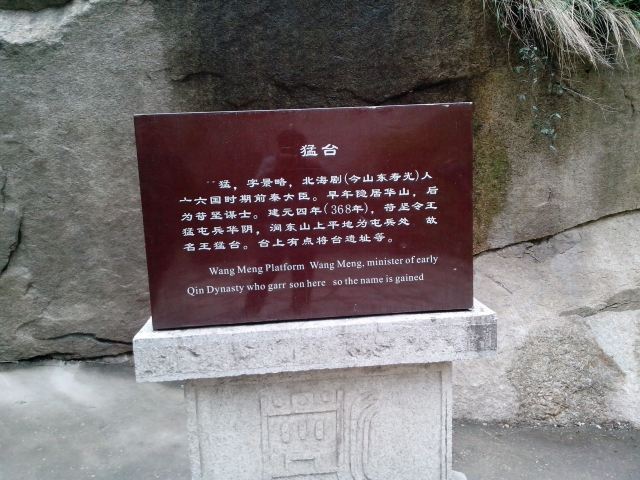 猛台
猛，字景略，北海剧(今山东寿光)人
六国时期前秦大臣。早年隐居华山，后
为苻坚谋士。建元四年(368年)，苻坚令王
猛屯兵华阴，涧东山上平地为屯兵处 故
名王猛台。台上有点将台遗址等。
Wang Meng Platform Wang Meng, minister of early
Qin Dynasty who garr son here so the name is gained